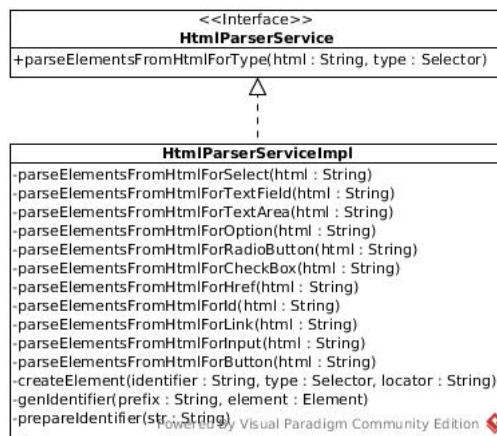 <<Interface>>
HtmlParserService
+parseElementsFromHtmlForType(html : String, type : Selector)
HtmlParserServiceImpl
-parseElementsFromHtmlForSelect(html : String)
-parseElementsFromHtmlForTextField(html : String)
-parseElementsFromHtmlForTextArea(html : String)
-parseElementsFromHtmlForOption(html : String)
-parseElementsFromHtmlForRadioButton(html : String)
-parseElementsFromHtmlForCheckBox(html : String)
-parseElementsFromHtmlForHref(html : String)
-parseElementsFromHtmlForId(html : String)
-parseElementsFromHtmlForLink(html : String)
-parseElementsFromHtmlForInput(html : String)
-parseElementsFromHtmlForButton(html : String)
-createElement(identifier : String, type : Selector, locator : String)
-genIdentifier(prefix : String, element : Element)
-prepareIdentifier(str : String)
Powered By Visual Paradigm Community Edition